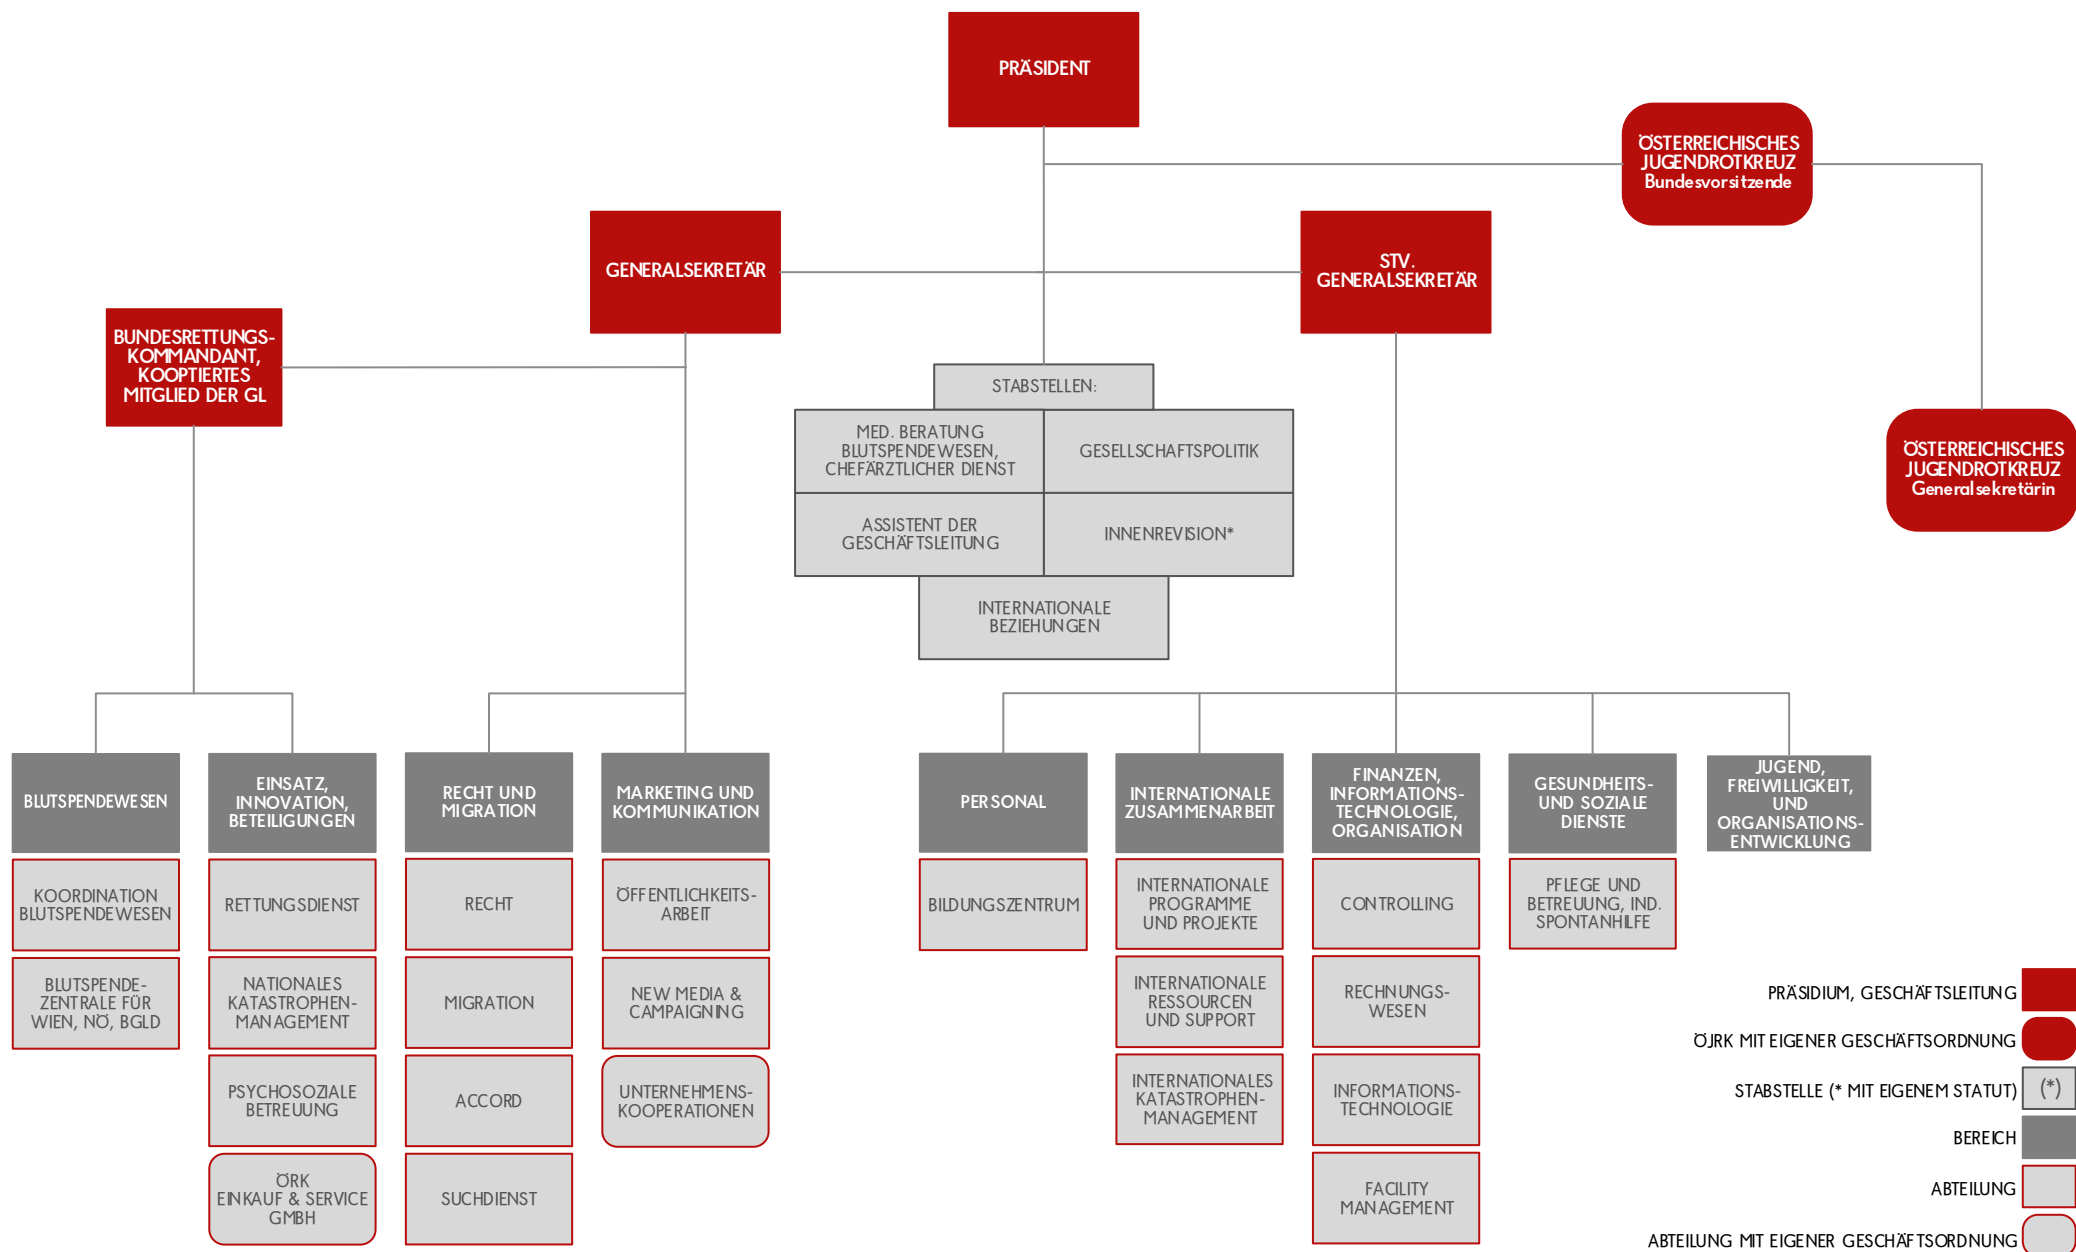 PRÄSIDENT
ÖSTERREICHISCHES
JUGENDROTKREUZ
Bundesvorsitzende
GENERALSEKRETÄR
STV.
GENERALSEKRETÄR
BUNDESRETTUNGS-
KOMMANDANT,
KOOPTIERTES
MITGLIED DER GL
STABSTELLEN:
MED. BERATUNG
BLUTSPENDEWESEN,
CHEFÄRZTLICHER DIENST
GESELLSCHAFTSPOLITIK
ASSISTENT DER
GESCHÄFTSLEITUNG
INNENREVISION*
INTERNATIONALE
BEZIEHUNGEN
ÖSTERREICHISCHES
JUGENDROTKREUZ
Generalsekretärin
BLUTSPENDEWESEN
KOORDINATION
BLUTSPENDEWESEN
BLUTSPENDE-
ZENTRALE FÜR
WIEN, NÖ, BGLD
EINSATZ,
INNOVATION,
BETEILIGUNGEN
RETTUNGSDIENST
NATIONALES
KATASTROPHEN-
MANAGEMENT
PSYCHOSOZIALE
BETREUUNG
ÖRK
EINKAUF & SERVICE
GMBH
RECHT UND
MIGRATION
RECHT
MIGRATION
ACCORD
SUCHDIENST
MARKETING UND
KOMMUNIKATION
ÖFFENTLICHKEITS-
ARBEIT
NEW MEDIA &
CAMPAIGNING
UNTERNEHMENS-
KOOPERATIONEN
PERSONAL
BILDUNGSZENTRUM
INTERNATIONALE
ZUSAMMENARBEIT
INTERNATIONALE
PROGRAMME
UND PROJEKTE
INTERNATIONALE
RESSOURCEN
UND SUPPORT
INTERNATIONALES
KATASTROPHEN-
MANAGEMENT
FINANZEN,
INFORMATIONS-
TECHNOLOGIE,
ORGANISATION
CONTROLLING
RECHNUNGS-
WESEN
INFORMATIONS-
TECHNOLOGIE
FACILITY
MANAGEMENT
GESUNDHEITS-
UND SOZIALE
DIENSTE
PFLEGE UND
BETREUUNG, IND.
SPONTANHILFE
JUGEND,
FREIWILLIGKEIT,
UND
ORGANISATIONS-
ENTWICKLUNG
PRÄSIDIUM, GESCHÄFTSLEITUNG
ÖJRK MIT EIGENER GESCHÄFTSORDNUNG
STABSTELLE (* MIT EIGENEM STATUT) (*)
BEREICH
ABTEILUNG
ABTEILUNG MIT EIGENER GESCHÄFTSORDNUNG